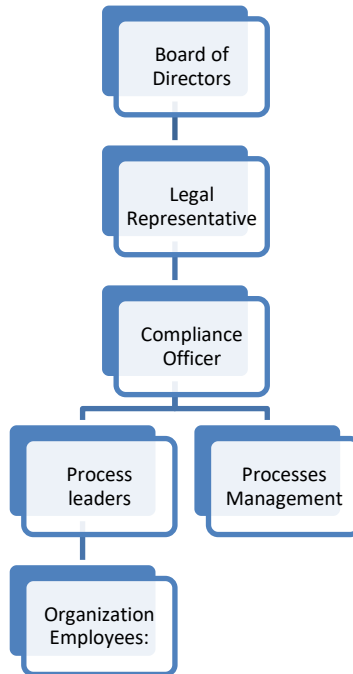 Board of
Directors
Legal
Representative
Compliance
Officer
Process
leaders
Processes
Management
Organization
Employees: